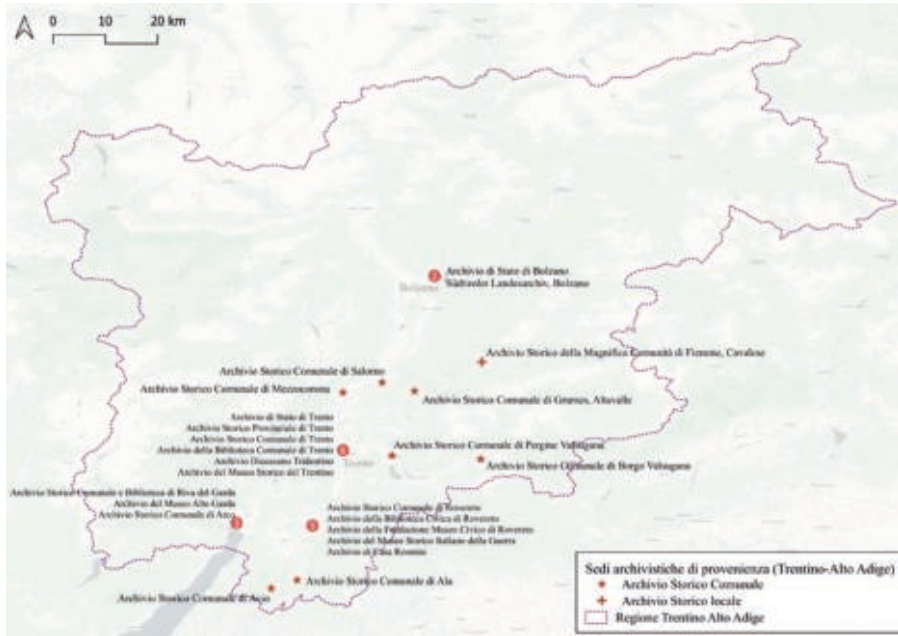 0 10 20 km
Archivio di Stato di Bolzano
Südtiroler Landesarchiv, Bolzano
Bolzano
Archivio Storico della Magnifica Comunità di Fiemme, Cavalese
Archivio Storico Comunale di Salorno
Archivio Storico Comunale di Mezzocorona
Archivio Storico Comunale di Grumes, Altavalle
Archivio di Stato di Trento
Archivio Storico Provinciale di Trento
Archivio Storico Comunale di Trento
Archivio della Biblioteca Comunale di Trento
Archivio Diocesano Tridentino
Archivio del Museo Storico del Trentino
6
Trento
Archivio Storico Comunale di Pergine Valsugana
Archivio Storico Comunale di Borgo Valsugana
Archivio Storico Comunale e Biblioteca di Riva del Garda
Archivio del Museo Alto Garda
Archivio Storico Comunale di Arco
3
5
Archivio Storico Comunale di Rovereto
Archivio della Biblioteca Civica di Rovereto
Archivio della Fondazione Museo Civico di Rovereto
Archivio del Museo Storico Italiano della Guerra
Archivio di
Archivio Storico Comunale di Ala
Archivio Storico Comunale di
Sedi archivistiche di provenienza (Trentino-Alto Adige)
Archivio Storico Comunale
Archivio Storico locale
Regione Trentino Alto Adige